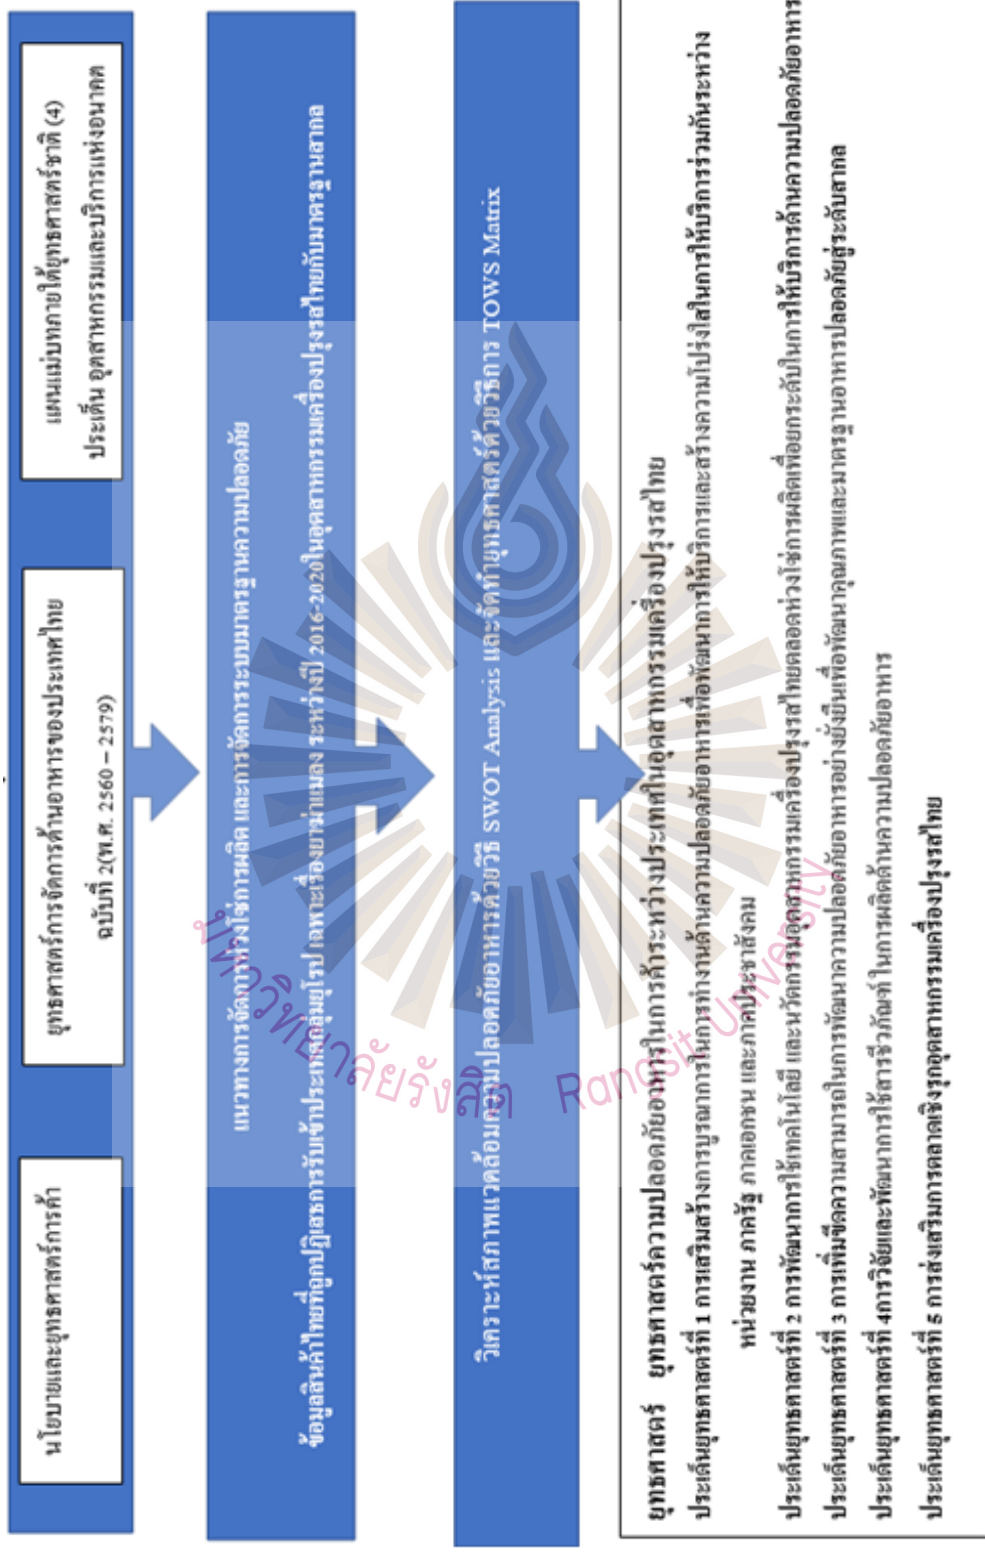 นโยบายและยุทธศาสตร์การค้า
ยุทธศาสตร์การจัดการด้านอาหารของประเทศไทย
ฉบับที่ 2(พ.ศ. 2560 – 2579)
แผนแม่บทภายใต้ยุทธศาสตร์ชาติ (4)
ประเด็น อุตสาหกรรมและบริการแห่งอนาคต
แนวทางการจัดการห่วงโซ่การผลิต และการจัดการระบบมาตรฐานความปลอดภัย
ข้อมูลสินค้าไทยที่ถูกปฏิเสธการรับเข้าประเทศกลุ่มยุโรป เฉพาะเรื่องยาฆ่าแมลง ระหว่างปี 2016-2020ในอุตสาหกรรมเครื่องปรุงรสไทยกับมาตรฐานสากล
วิเคราะห์สภาพแวดล้อมความปลอดภัยอาหารด้วยวิธี SWOT Analysis และจัดทำยุทธศาสตร์ด้วยวิธีการ TOWS Matrix
ยุทธศาสตร์ ยุทธศาสตร์ความปลอดภัยอาหารในการค้าระหว่างประเทศในอุตสาหกรรมเครื่องปรุงรสไทย
ประเด็นยุทธศาสตร์ที่ 1 การเสริมสร้างการบูรณาการในการทำงานด้านความปลอดภัยอาหารเพื่อพัฒนาการให้บริการและสร้างความโปร่งใสในการให้บริการร่วมกันระหว่าง
หน่วยงาน ภาครัฐ ภาคเอกชน และภาคประชาสังคม
ประเด็นยุทธศาสตร์ที่ 2 การพัฒนาการใช้เทคโนโลยี และนวัตกรรมอุตสาหกรรมเครื่องปรุงรสไทยตลอดห่วงโซ่การผลิตเพื่อยกระดับในการให้บริการด้านความปลอดภัยอาหาร
ประเด็นยุทธศาสตร์ที่ 3 การเพิ่มขีดความสามารถในการพัฒนาความปลอดภัยอาหารอย่างยั่งยืนเพื่อพัฒนาคุณภาพและมาตรฐานอาหารปลอดภัยสู่ระดับสากล
ประเด็นยุทธศาสตร์ที่ 4การวิจัยและพัฒนาการใช้สารชีวภัณฑ์ ในการผลิตด้านความปลอดภัยอาหาร
ประเด็นยุทธศาสตร์ที่ 5 การส่งเสริมการตลาดเชิงรุกอุตสาหกรรมเครื่องปรุงรสไทย
มหาวิทยาลัยรังสิต Rangsit University